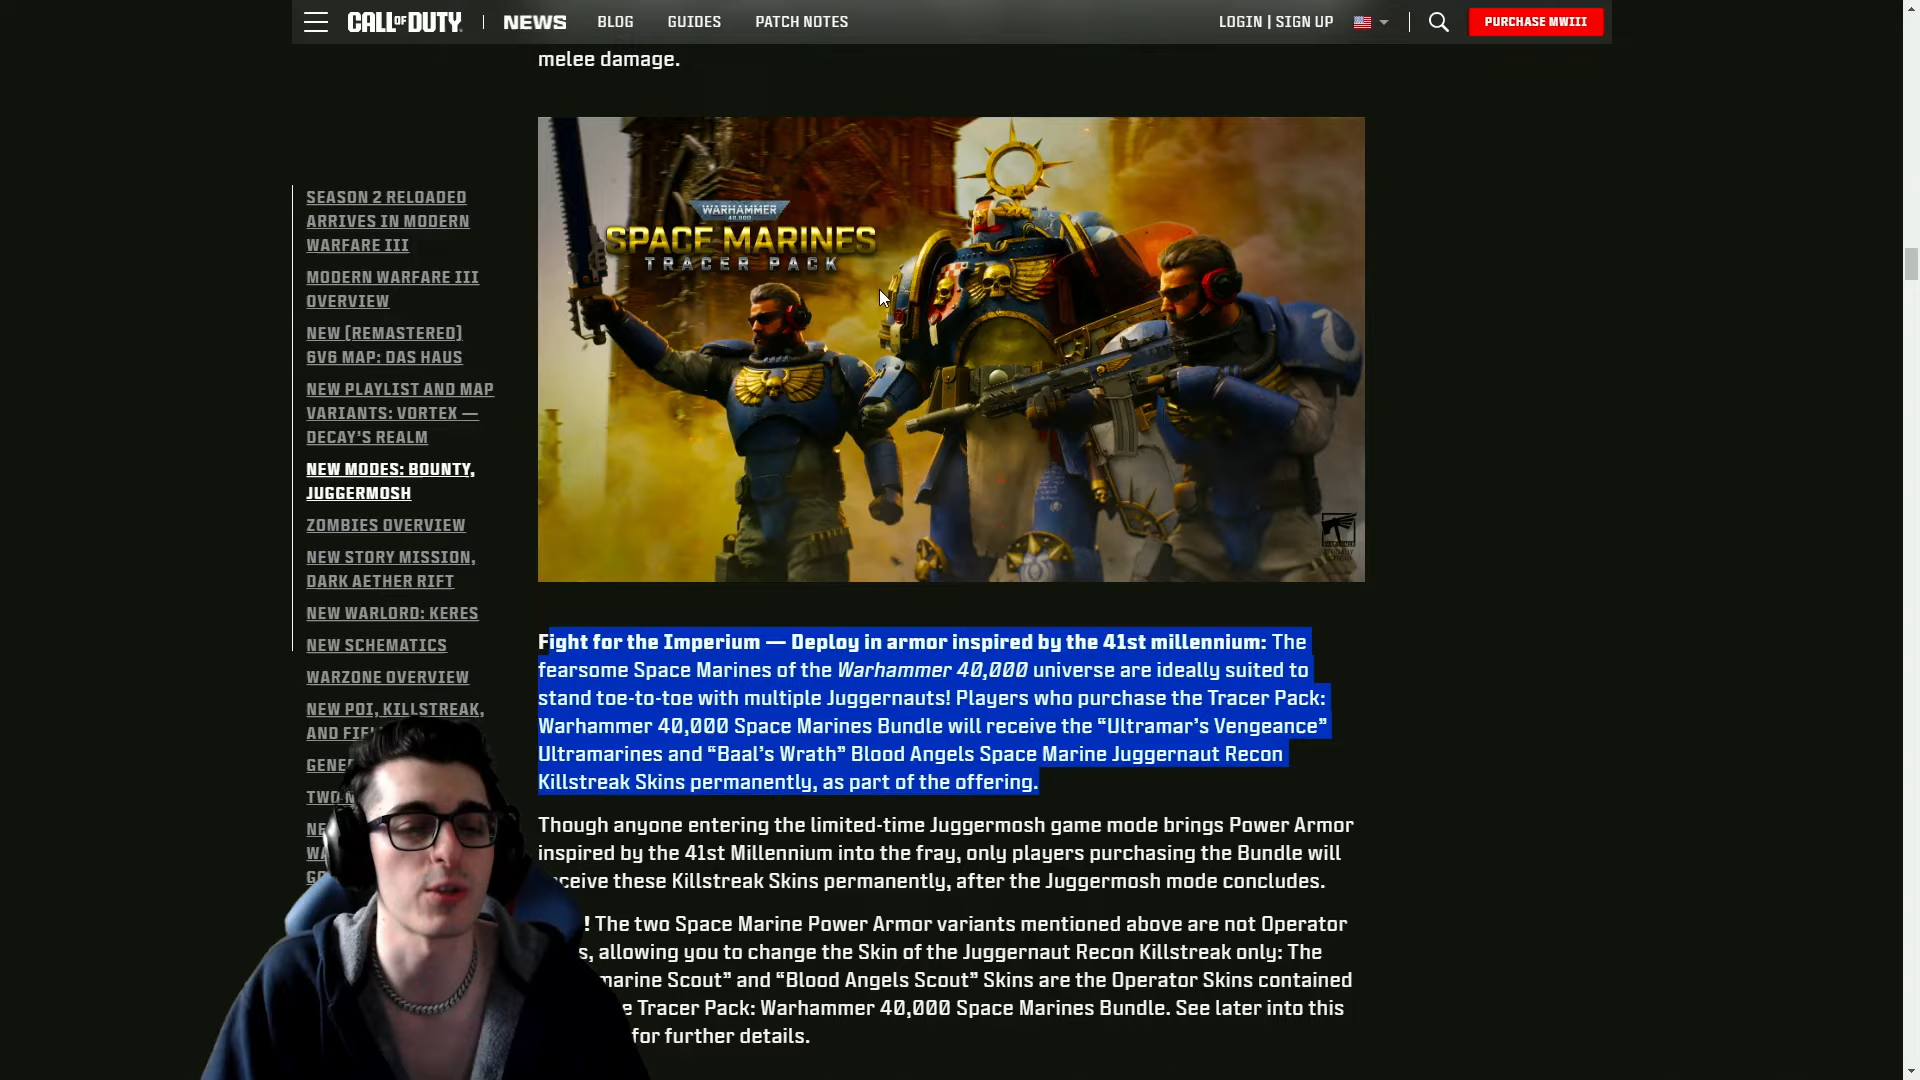 CALL OF DUTY
NEWS
BLOG
GUIDES
PATCH NOTES
LOGIN | SIGN UP
PURCHASE MWIII
melee damage.
WARHAMMER
40,000
SPACE MARINES
TRACER PACK
SEASON 2 RELOADED
ARRIVES IN MODERN
WARFARE III
MODERN WARFARE III
OVERVIEW
NEW [REMASTERED]
6V6 MAP: DAS HAUS
NEW PLAYLIST AND MAP
VARIANTS: VORTEX —
DECAY'S REALM
NEW MODES: BOUNTY,
JUGGERMOSH
ZOMBIES OVERVIEW
NEW STORY MISSION,
DARK AETHER RIFT
NEW WARLORD: KERES
NEW SCHEMATICS
WARZONE OVERVIEW
NEW POI, KILLSTREAK,
AND
Fight for the Imperium — Deploy in armor inspired by the 41st millennium: The
fearsome Space Marines of the Warhammer 40,000 universe are ideally suited to
stand toe-to-toe with multiple Juggernauts! Players who purchase the Tracer Pack:
Warhammer 40,000 Space Marines Bundle will receive the “Ultramar’s Vengeance”
Ultramarines and “Baal’s Wrath” Blood Angels Space Marine Juggernaut Recon
Killstreak Skins permanently, as part of the offering.
Though anyone entering the limited-time Juggermosh game mode brings Power Armor
inspired by the 41st Millennium into the fray, only players purchasing the Bundle will
these Killstreak Skins permanently, after the Juggermosh mode concludes.
! The two Space Marine Power Armor variants mentioned above are not Operator
allowing you to change the Skin of the Juggernaut Recon Killstreak only: The
Scout” and “Blood Angels Scout” Skins are the Operator Skins contained
Tracer Pack: Warhammer 40,000 Space Marines Bundle. See later into this
for further details.